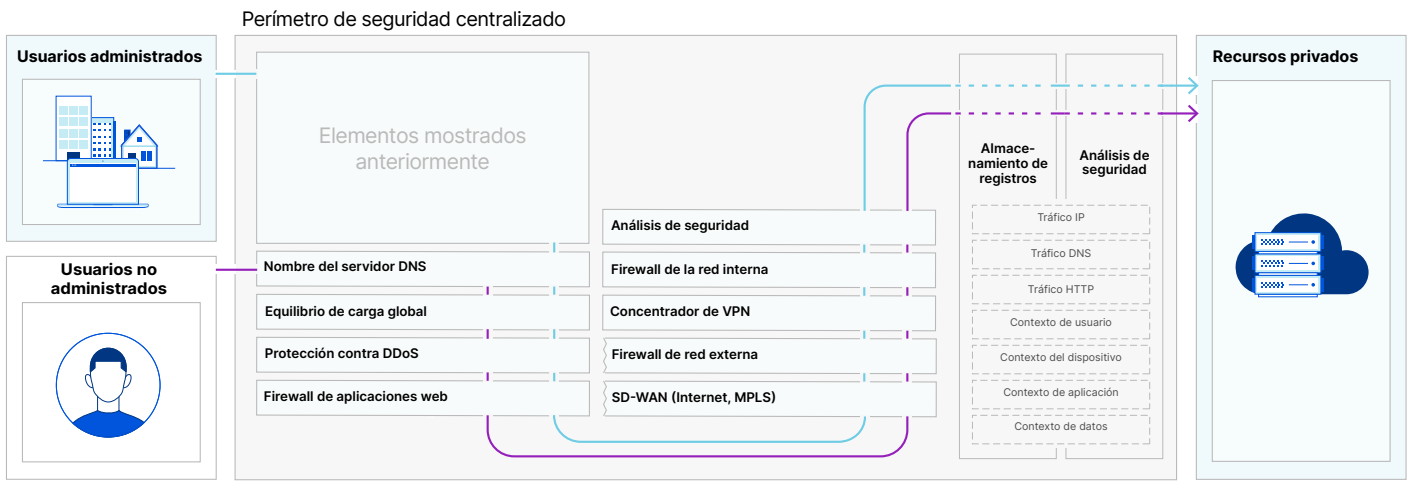 Perímetro de seguridad centralizado
Usuarios administrados
Usuarios no
administrados
Elementos mostrados
anteriormente
Nombre del servidor DNS
Equilibrio de carga global
Protección contra DDoS
Firewall de aplicaciones web
Análisis de seguridad
Firewall de la red interna
Concentrador de VPN
Firewall de red externa
SD-WAN (Internet, MPLS)
Almace-
namiento de
registros
Análisis de
seguridad
Tráfico IP
Tráfico DNS
Tráfico HTTP
Contexto de usuario
Contexto del dispositivo
Contexto de aplicación
Contexto de datos
Recursos privados